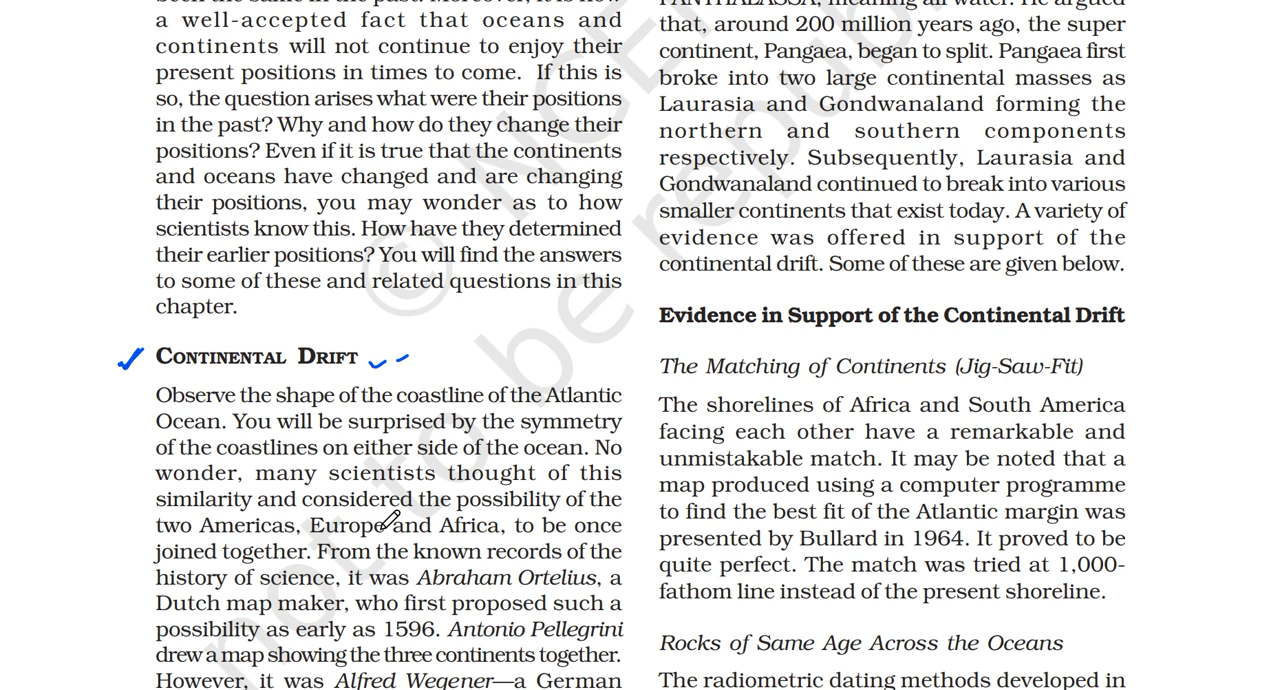 a well-accepted fact that oceans and
continents will not continue to enjoy their
present positions in times to come. If this is
so, the question arises what were their positions
in the past? Why and how do they change their
positions? Even if it is true that the continents
and oceans have changed and are changing
their positions, you may wonder as to how
scientists know this. How have they determined
their earlier positions? You will find the answers
to some of these and related questions in this
chapter.
CONTINENTAL DRIFT
Observe the shape of the coastline of the Atlantic
Ocean. You will be surprised by the symmetry
of the coastlines on either side of the ocean. No
wonder, many scientists thought of this
similarity and considered the possibility of the
two Americas, Europe and Africa, to be once
joined together. From the known records of the
history of science, it was Abraham Ortelius, a
Dutch map maker, who first proposed such a
possibility as early as 1596. Antonio Pellegrini
drew a map showing the three continents together.
However, it was Alfred Wegener—a German
PANTHALASSA, meaning all water. He argued
that, around 200 million years ago, the super
continent, Pangaea, began to split. Pangaea first
broke into two large continental masses as
Laurasia and Gondwanaland forming the
northern and southern components
respectively. Subsequently, Laurasia and
Gondwanaland continued to break into various
smaller continents that exist today. A variety of
evidence was offered in support of the
continental drift. Some of these are given below.
Evidence in Support of the Continental Drift
The Matching of Continents (Jig-Saw-Fit)
The shorelines of Africa and South America
facing each other have a remarkable and
unmistakable match. It may be noted that a
map produced using a computer programme
to find the best fit of the Atlantic margin was
presented by Bullard in 1964. It proved to be
quite perfect. The match was tried at 1,000-
fathom line instead of the present shoreline.
Rocks of Same Age Across the Oceans
The radiometric dating methods developed in
© NCE
not to be republ